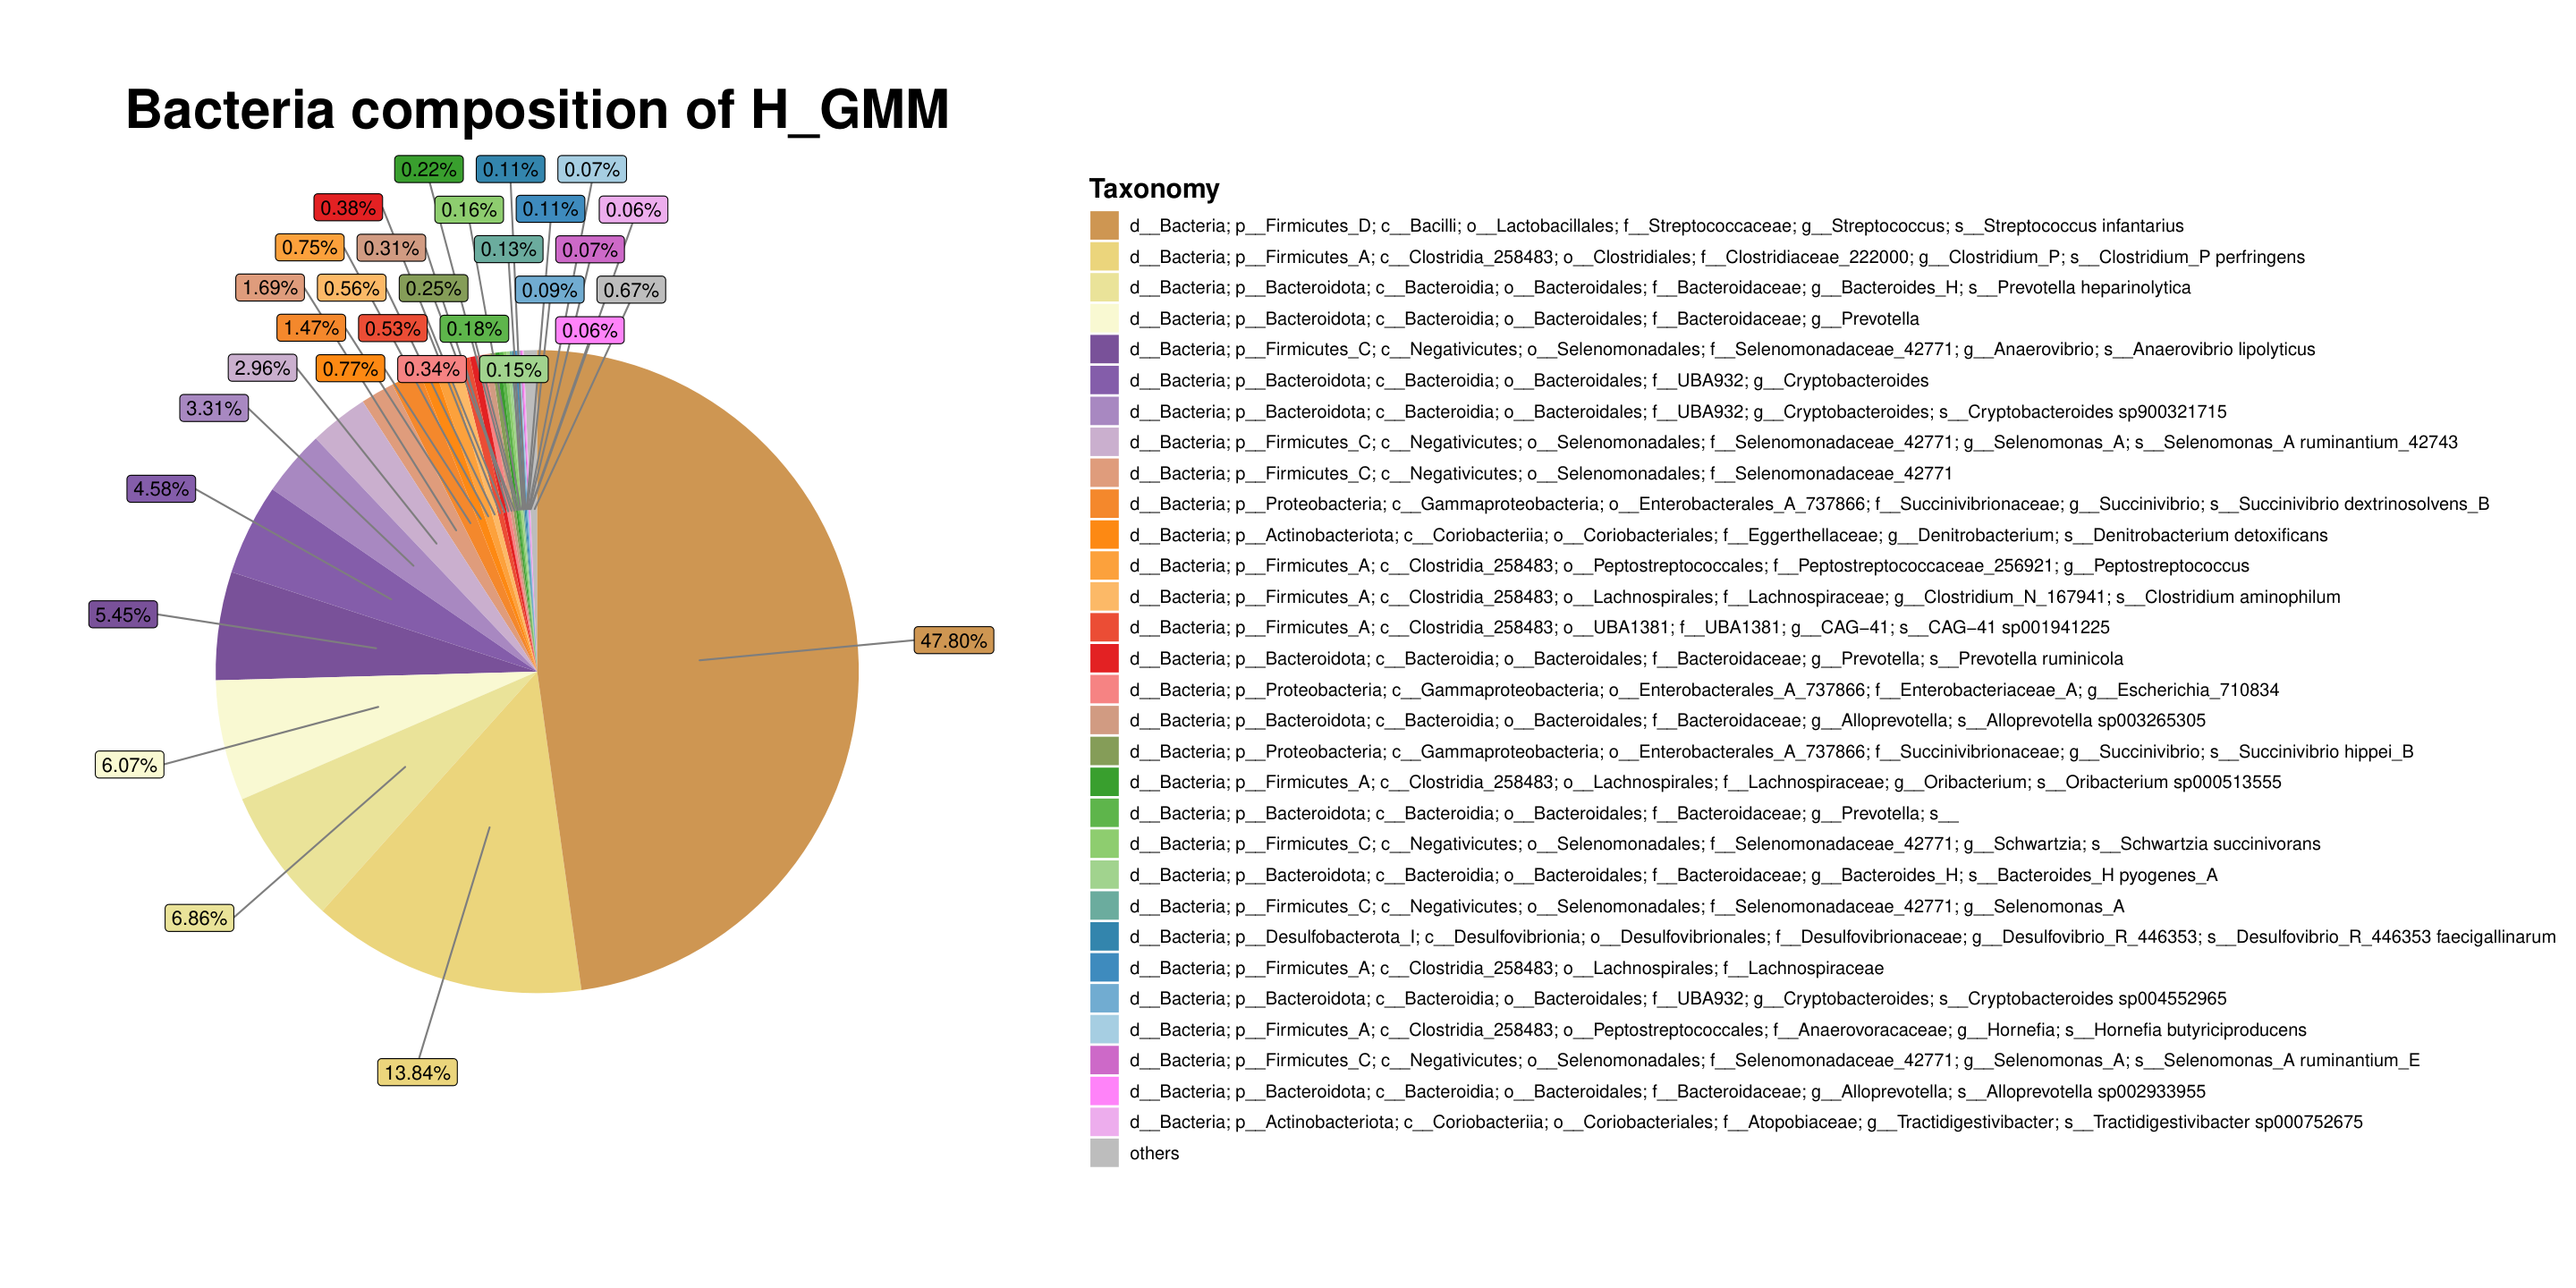 Bacteria composition of H_GMM
0.22%
0.11%
0.07%
0.38%
0.16%
0.11%
0.06%
0.75%
0.31%
0.13%
0.07%
1.69%
0.56%
0.25%
0.09%
0.67%
1.47%
0.53%
0.18%
0.06%
2.96%
0.77%
0.34%
0.15%
3.31%
4.58%
5.45%
47.80%
6.07%
6.86%
13.84%
Taxonomy
d__Bacteria; p__Firmicutes_D; c__Bacilli; o__Lactobacillales; f__Streptococcaceae; g__Streptococcus; s__Streptococcus infantarius
d__Bacteria; p__Firmicutes_A; c__Clostridia_258483; o__Clostridiales; f__Clostridiaceae_222000; g__Clostridium_P; s__Clostridium_P perfringens
d__Bacteria; p__Bacteroidota; c__Bacteroidia; o__Bacteroidales; f__Bacteroidaceae; g__Bacteroides_H; s__Prevotella heparinolytica
d__Bacteria; p__Bacteroidota; c__Bacteroidia; o__Bacteroidales; f__Bacteroidaceae; g__Prevotella
d__Bacteria; p__Firmicutes_C; c__Negativicutes; o__Selenomonadales; f__Selenomonadaceae_42771; g__Anaerovibrio; s__Anaerovibrio lipolyticus
d__Bacteria; p__Bacteroidota; c__Bacteroidia; o__Bacteroidales; f__UBA932; g__Cryptobacteroides
d__Bacteria; p__Bacteroidota; c__Bacteroidia; o__Bacteroidales; f__UBA932; g__Cryptobacteroides; s__Cryptobacteroides sp900321715
d__Bacteria; p__Firmicutes_C; c__Negativicutes; o__Selenomonadales; f__Selenomonadaceae_42771; g__Selenomonas_A; s__Selenomonas_A ruminantium_42743
d__Bacteria; p__Firmicutes_C; c__Negativicutes; o__Selenomonadales; f__Selenomonadaceae_42771
d__Bacteria; p__Proteobacteria; c__Gammaproteobacteria; o__Enterobacterales_A_737866; f__Succinivibrionaceae; g__Succinivibrio; s__Succinivibrio dextrinosolvens_B
d__Bacteria; p__Actinobacteriota; c__Coriobacteriia; o__Coriobacteriales; f__Eggerthellaceae; g__Denitrobacterium; s__Denitrobacterium detoxificans
d__Bacteria; p__Firmicutes_A; c__Clostridia_258483; o__Peptostreptococcales; f__Peptostreptococcaceae_256921; g__Peptostreptococcus
d__Bacteria; p__Firmicutes_A; c__Clostridia_258483; o__Lachnospirales; f__Lachnospiraceae; g__Clostridium_N_167941; s__Clostridium aminophilum
d__Bacteria; p__Firmicutes_A; c__Clostridia_258483; o__UBA1381; f__UBA1381; g__CAG−41; s__CAG−41 sp001941225
d__Bacteria; p__Bacteroidota; c__Bacteroidia; o__Bacteroidales; f__Bacteroidaceae; g__Prevotella; s__Prevotella ruminicola
d__Bacteria; p__Proteobacteria; c__Gammaproteobacteria; o__Enterobacterales_A_737866; f__Enterobacteriaceae_A; g__Escherichia_710834
d__Bacteria; p__Bacteroidota; c__Bacteroidia; o__Bacteroidales; f__Bacteroidaceae; g__Alloprevotella; s__Alloprevotella sp003265305
d__Bacteria; p__Proteobacteria; c__Gammaproteobacteria; o__Enterobacterales_A_737866; f__Succinivibrionaceae; g__Succinivibrio; s__Succinivibrio hippei_B
d__Bacteria; p__Firmicutes_A; c__Clostridia_258483; o__Lachnospirales; f__Lachnospiraceae; g__Oribacterium; s__Oribacterium sp000513555
d__Bacteria; p__Bacteroidota; c__Bacteroidia; o__Bacteroidales; f__Bacteroidaceae; g__Prevotella; s__
d__Bacteria; p__Firmicutes_C; c__Negativicutes; o__Selenomonadales; f__Selenomonadaceae_42771; g__Schwartzia; s__Schwartzia succinivorans
d__Bacteria; p__Bacteroidota; c__Bacteroidia; o__Bacteroidales; f__Bacteroidaceae; g__Bacteroides_H; s__Bacteroides_H pyogenes_A
d__Bacteria; p__Firmicutes_C; c__Negativicutes; o__Selenomonadales; f__Selenomonadaceae_42771; g__Selenomonas_A
d__Bacteria; p__Desulfobacterota_I; c__Desulfovibrionia; o__Desulfovibrionales; f__Desulfovibrionaceae; g__Desulfovibrio_R_446353; s__Desulfovibrio_R_446353 faecigallinarum
d__Bacteria; p__Firmicutes_A; c__Clostridia_258483; o__Lachnospirales; f__Lachnospiraceae
d__Bacteria; p__Bacteroidota; c__Bacteroidia; o__Bacteroidales; f__UBA932; g__Cryptobacteroides; s__Cryptobacteroides sp004552965
d__Bacteria; p__Firmicutes_A; c__Clostridia_258483; o__Peptostreptococcales; f__Anaerovoracaceae; g__Hornefia; s__Hornefia butyriciproducens
d__Bacteria; p__Firmicutes_C; c__Negativicutes; o__Selenomonadales; f__Selenomonadaceae_42771; g__Selenomonas_A; s__Selenomonas_A ruminantium_E
d__Bacteria; p__Bacteroidota; c__Bacteroidia; o__Bacteroidales; f__Bacteroidaceae; g__Alloprevotella; s__Alloprevotella sp002933955
d__Bacteria; p__Actinobacteriota; c__Coriobacteriia; o__Coriobacteriales; f__Atopobiaceae; g__Tractidigestivibacter; s__Tractidigestivibacter sp000752675
others